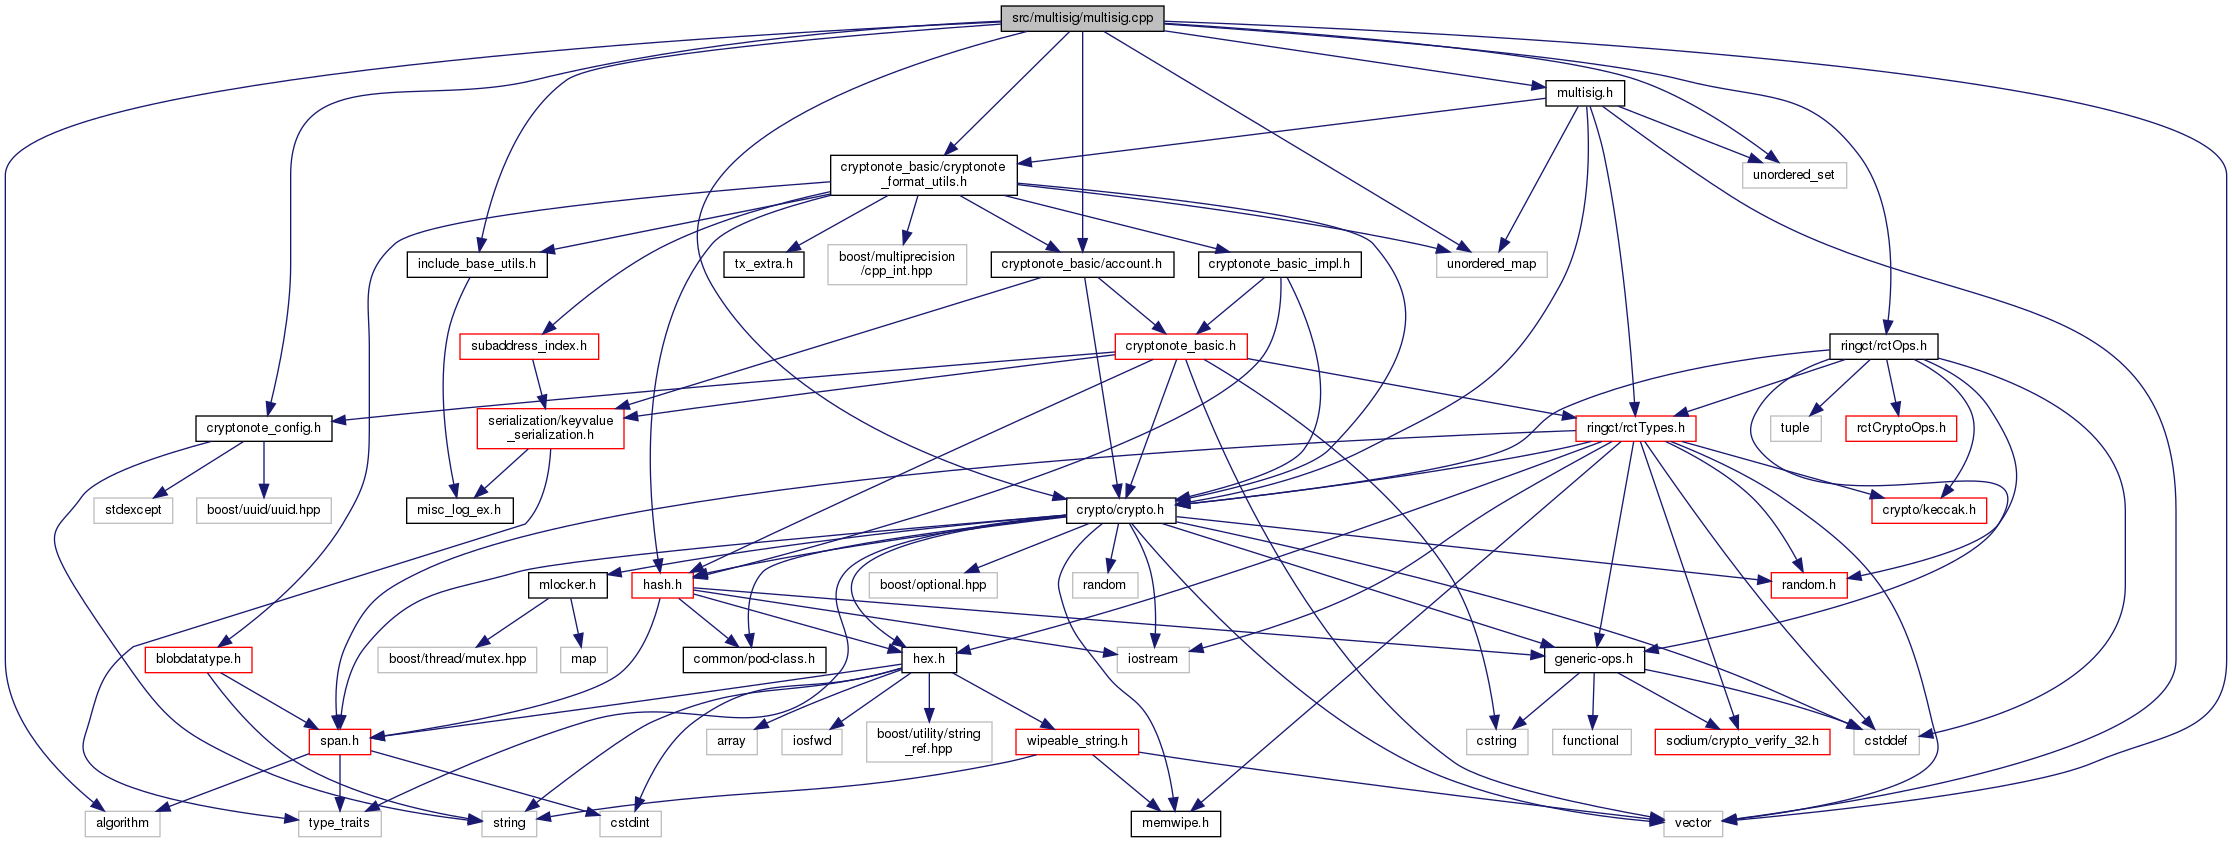 src/multisig/multisig.cpp
multisig.h
cryptonote_basic/cryptonote
_format_utils.h
unordered_set
include_base_utils.h
tx_extra.h
boost/multiprecision
/cpp_int.hpp
cryptonote_basic/account.h
cryptonote_basic_impl.h
unordered_map
subaddress_index.h
cryptonote_basic.h
ringct/rctOps.h
cryptonote_config.h
serialization/keyvalue
_serialization.h
ringct/rctTypes.h
tuple
rctCryptoOps.h
stdexcept
boost/uuid/uuid.hpp
misc_log_ex.h
crypto/crypto.h
crypto/keccak.h
mlocker.h
hash.h
boost/optional.hpp
random
random.h
blobdatatype.h
boost/thread/mutex.hpp
map
common/pod-class.h
hex.h
iostream
generic-ops.h
span.h
array
iosfwd
boost/utility/string
_ref.hpp
wipeable_string.h
cstring
functional
sodium/crypto_verify_32.h
cstddef
algorithm
type_traits
string
cstdint
memwipe.h
vector